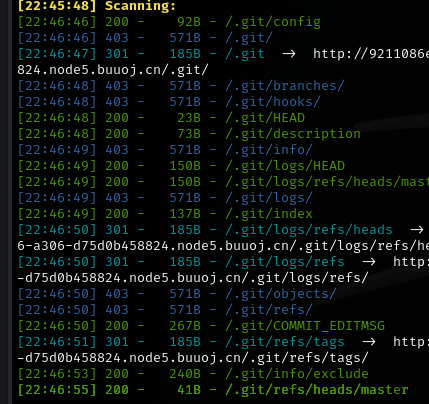 [22:45:48] Scanning:
[22:46:46] 200 - 92B - /.git/config
[22:46:46] 403 - 571B - /.git/
[22:46:47] 301 - 185B - /.git → http://9211086e
824.node5.buuoj.cn/.git/
[22:46:48] 403 - 571B - /.git/branches/
[22:46:48] 403 - 571B - /.git/hooks/
[22:46:48] 200 - 23B - /.git/HEAD
[22:46:48] 200 - 73B - /.git/description
[22:46:49] 403 - 571B - /.git/info/
[22:46:49] 200 - 150B - /.git/logs/HEAD
[22:46:49] 200 - 150B - /.git/logs/refs/heads/mast
[22:46:49] 403 - 571B - /.git/logs/
[22:46:49] 200 - 137B - /.git/index
[22:46:50] 301 - 185B - /.git/logs/refs/heads →
6-a306-d75d0b458824.node5.buuoj.cn/.git/logs/refs/he
[22:46:50] 301 - 185B - /.git/logs/refs → http:
-d75d0b458824.node5.buuoj.cn/.git/logs/refs/
[22:46:50] 403 - 571B - /.git/objects/
[22:46:50] 403 - 571B - /.git/refs/
[22:46:50] 200 - 267B - /.git/COMMIT_EDITMSG
[22:46:51] 301 - 185B - /.git/refs/tags → http:
-d75d0b458824.node5.buuoj.cn/.git/refs/tags/
[22:46:53] 200 - 240B - /.git/info/exclude
[22:46:55] 200 - 41B - /.git/refs/heads/master